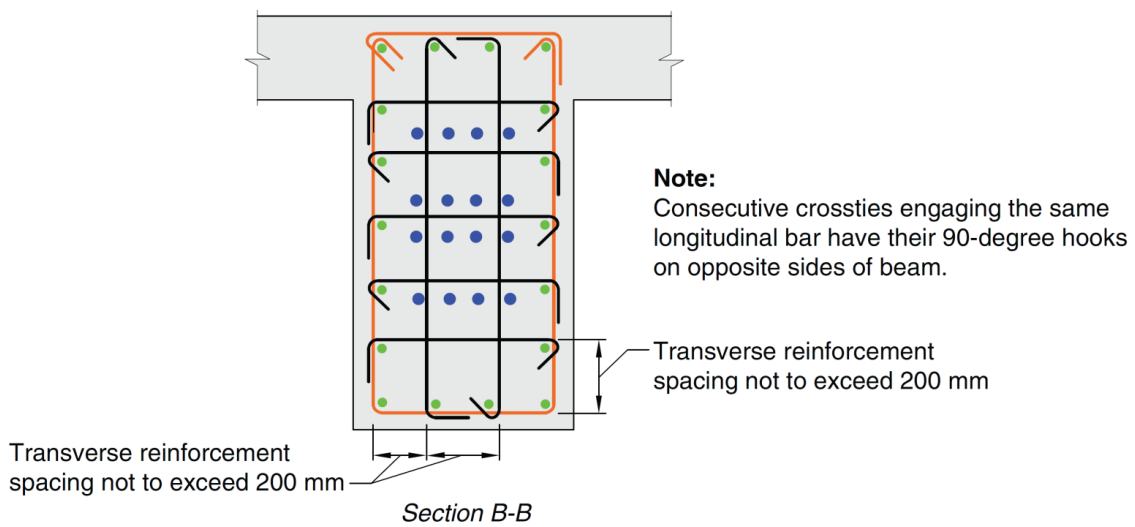 Note:
Consecutive crossties engaging the same
longitudinal bar have their 90-degree hooks
on opposite sides of beam.
Transverse reinforcement
spacing not to exceed 200 mm
Transverse reinforcement
spacing not to exceed 200 mm
Section B-B